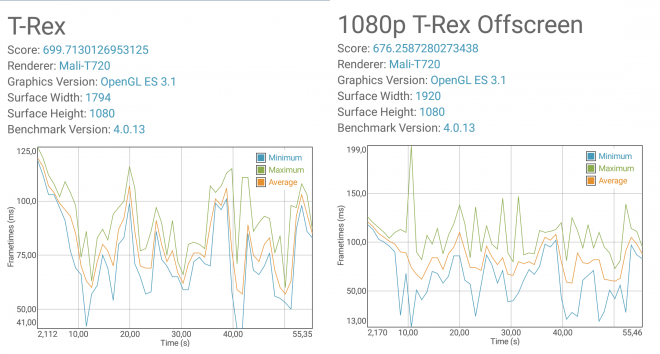 T-Rex
Score: 699.7130126953125
Renderer: Mali-T720
Graphics Version: OpenGL ES 3.1
Surface Width: 1794
Surface Height: 1080
Benchmark Version: 4.0.13
125,0
100,0
75,00
50,00
41,00
Frametimes (ms)
Minimum
Maximum
Average
2,112
10,00
20,00
30,00
40,00
55,35
Time (s)
1080p T-Rex Offscreen
Score: 676.2587280273438
Renderer: Mali-T720
Graphics Version: OpenGL ES 3.1
Surface Width: 1920
Surface Height: 1080
Benchmark Version: 4.0.13
199,0
150,0
100,0
50,00
13,00
Frametimes (ms)
Minimum
Maximum
Average
2,170
10,00
20,00
30,00
40,00
55,46
Time (s)